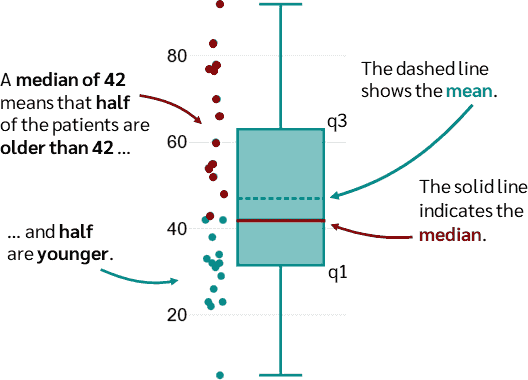 80
60
40
20
A median of 42
means that half
of the patients are
older than 42 ...
... and half
are younger.
The dashed line
shows the mean.
q3
The solid line
indicates the
median.
q1